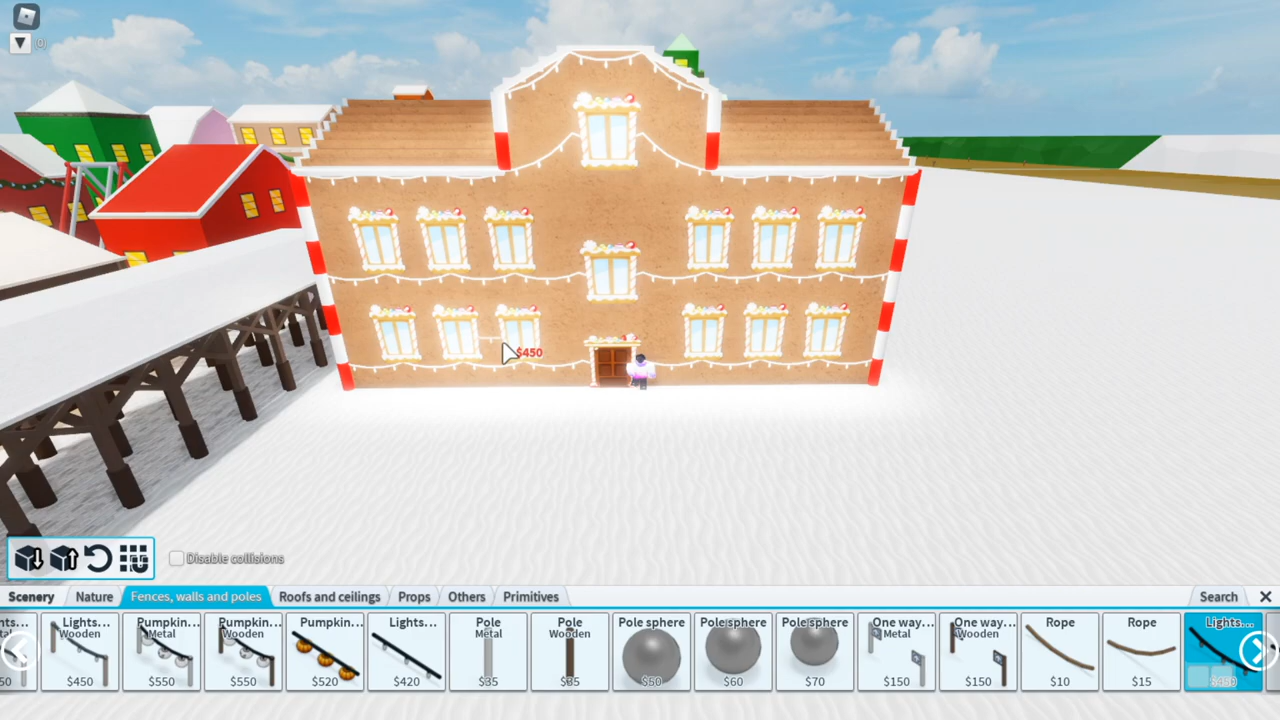 (0)
$450
Disable collisions
Scenery
Nature
Fences, walls and poles
Roofs and ceilings
Props
Others
Primitives
Search
Lights...
Wooden
$450
Pumpkin...
Metal
$550
Pumpkin...
Wooden
$550
Pumpkin...
$520
Lights...
$420
Pole
Metal
$35
Pole
Wooden
$35
Pole sphere
$50
Pole sphere
$60
Pole sphere
$70
One way...
Metal
$150
One way...
Wooden
$150
Rope
$10
Rope
$15
Lights...
$450